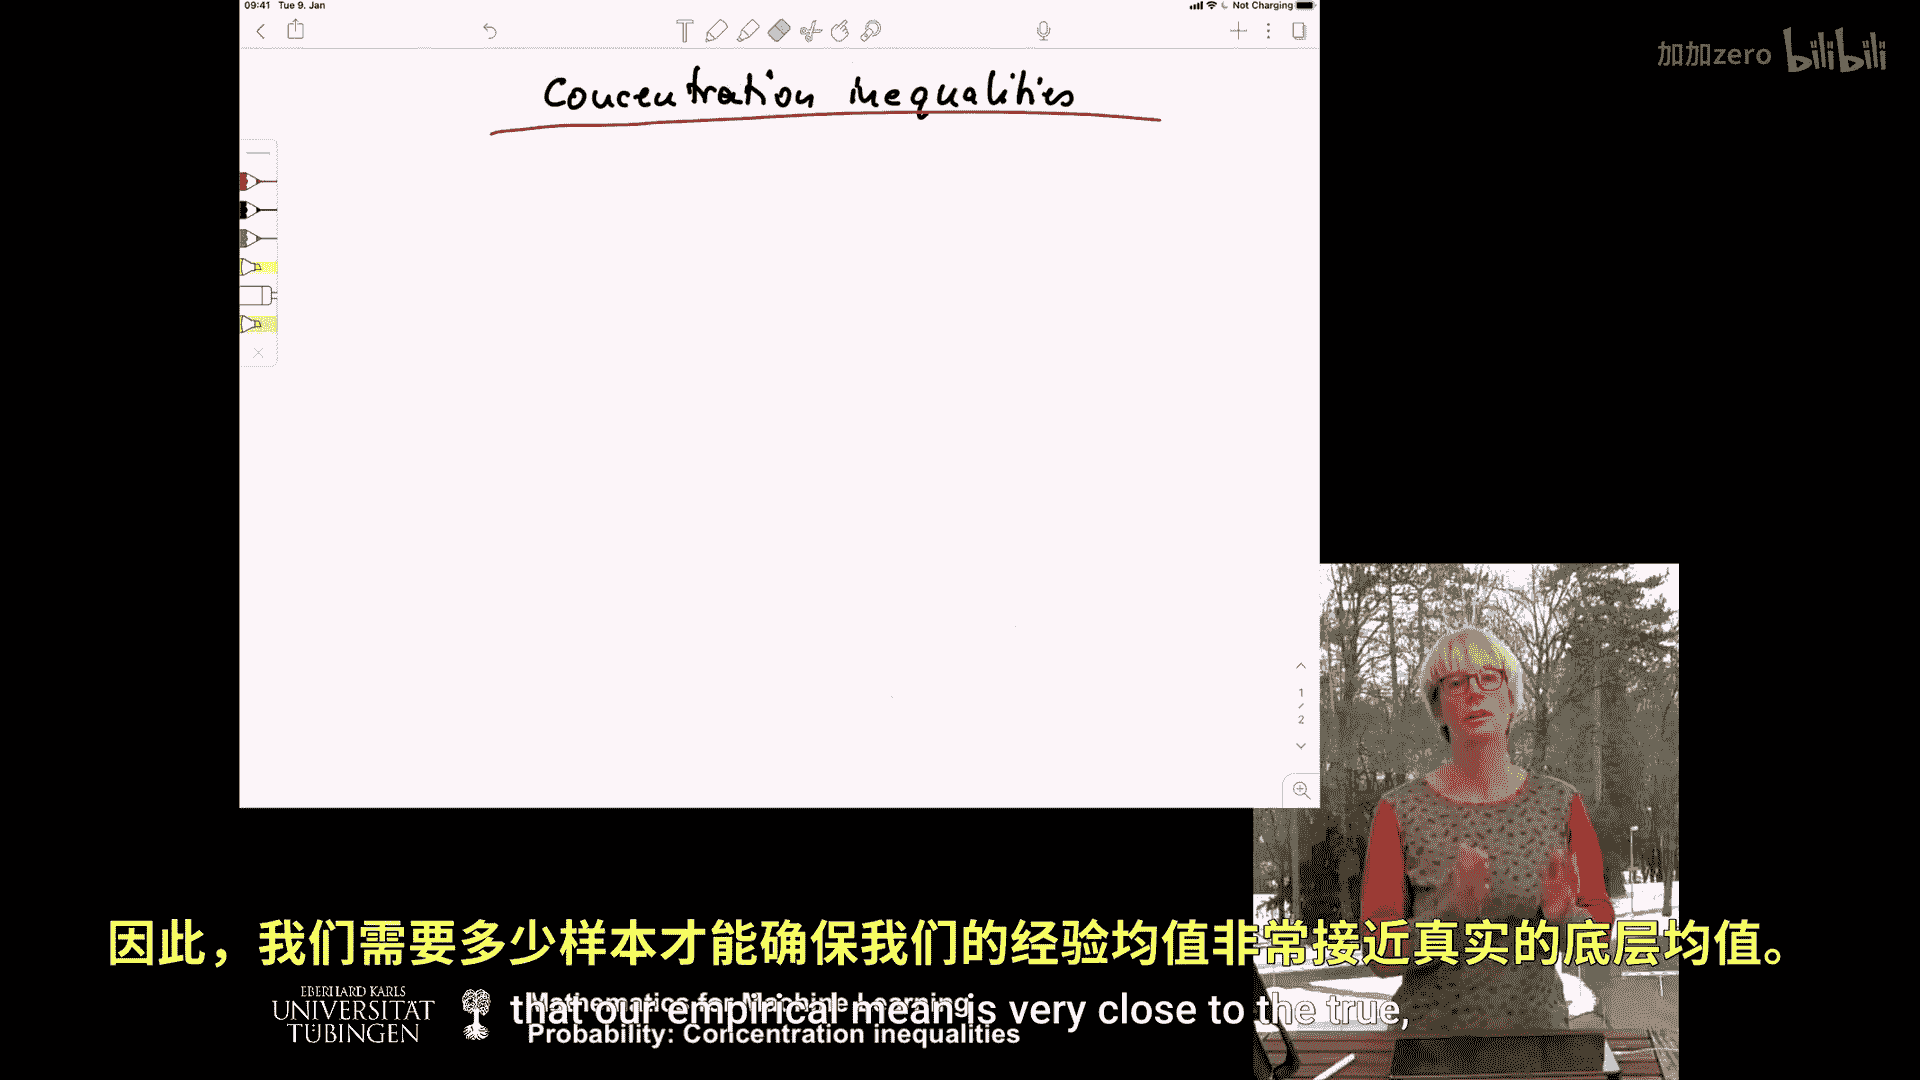 09:41 Tue 9. Jan
Not Charging
加加zero bilibili
T
Concentration inequalities
1
2
因此，我们需要多少样本才能确保我们的经验均值非常接近真实的底层均值。
EBERHARD KARLS
UNIVERSITÄT
TÜBINGEN
Mathematics for Machine Learning
that our empirical mean is very close to the true,
Probability: Concentration inequalities